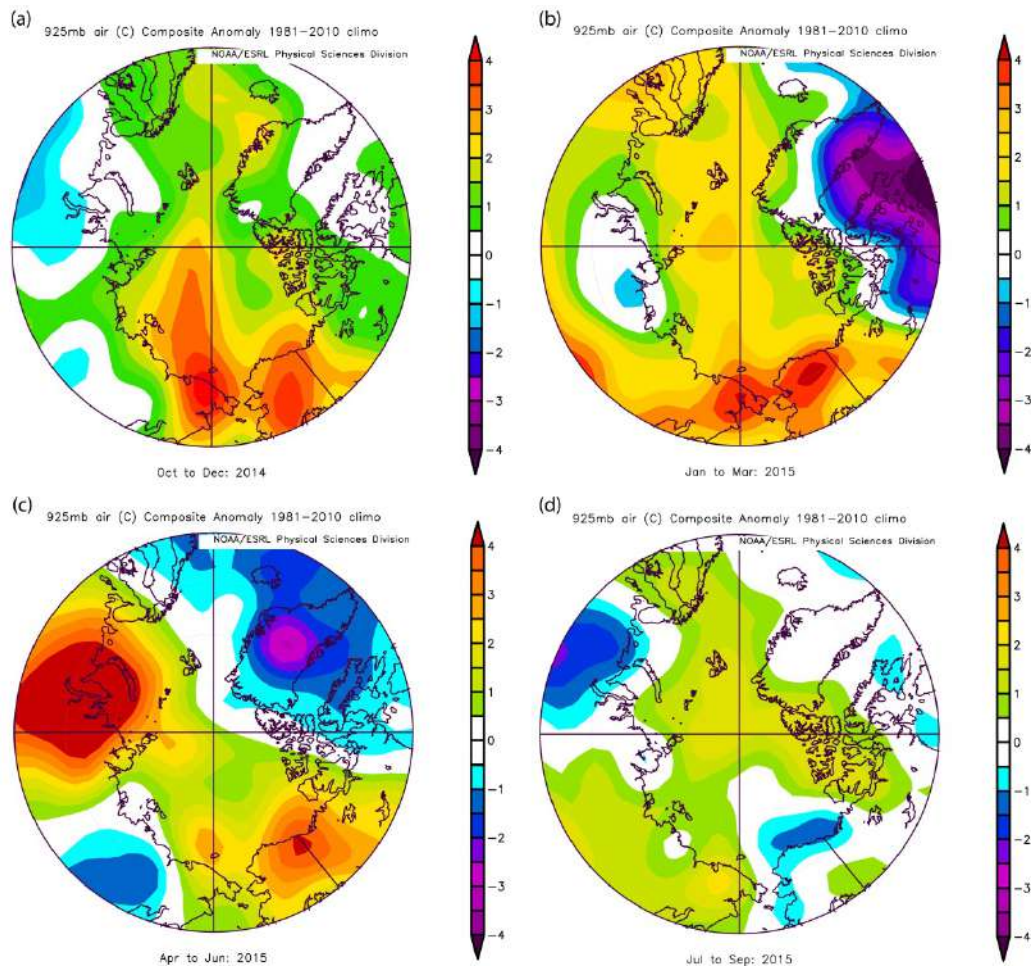 (a)
925mb air (C) Composite Anomaly 1981-2010 climo
NOAA/ESRL Physical Sciences Division
4
3
2
1
0
-1
-2
-3
-4
Oct to Dec: 2014
(b)
925mb air (C) Composite Anomaly 1981-2010 climo
NOAA/ESRL Physical Sciences Division
4
3
2
1
0
-1
-2
-3
-4
Jan to Mar: 2015
(c)
925mb air (C) Composite Anomaly 1981-2010 climo
NOAA/ESRL Physical Sciences Division
4
3
2
1
0
-1
-2
-3
-4
Apr to Jun: 2015
(d)
925mb air (C) Composite Anomaly 1981-2010 climo
NOAA/ESRL Physical Sciences Division
4
3
2
1
0
-1
-2
-3
-4
Jul to Sep: 2015